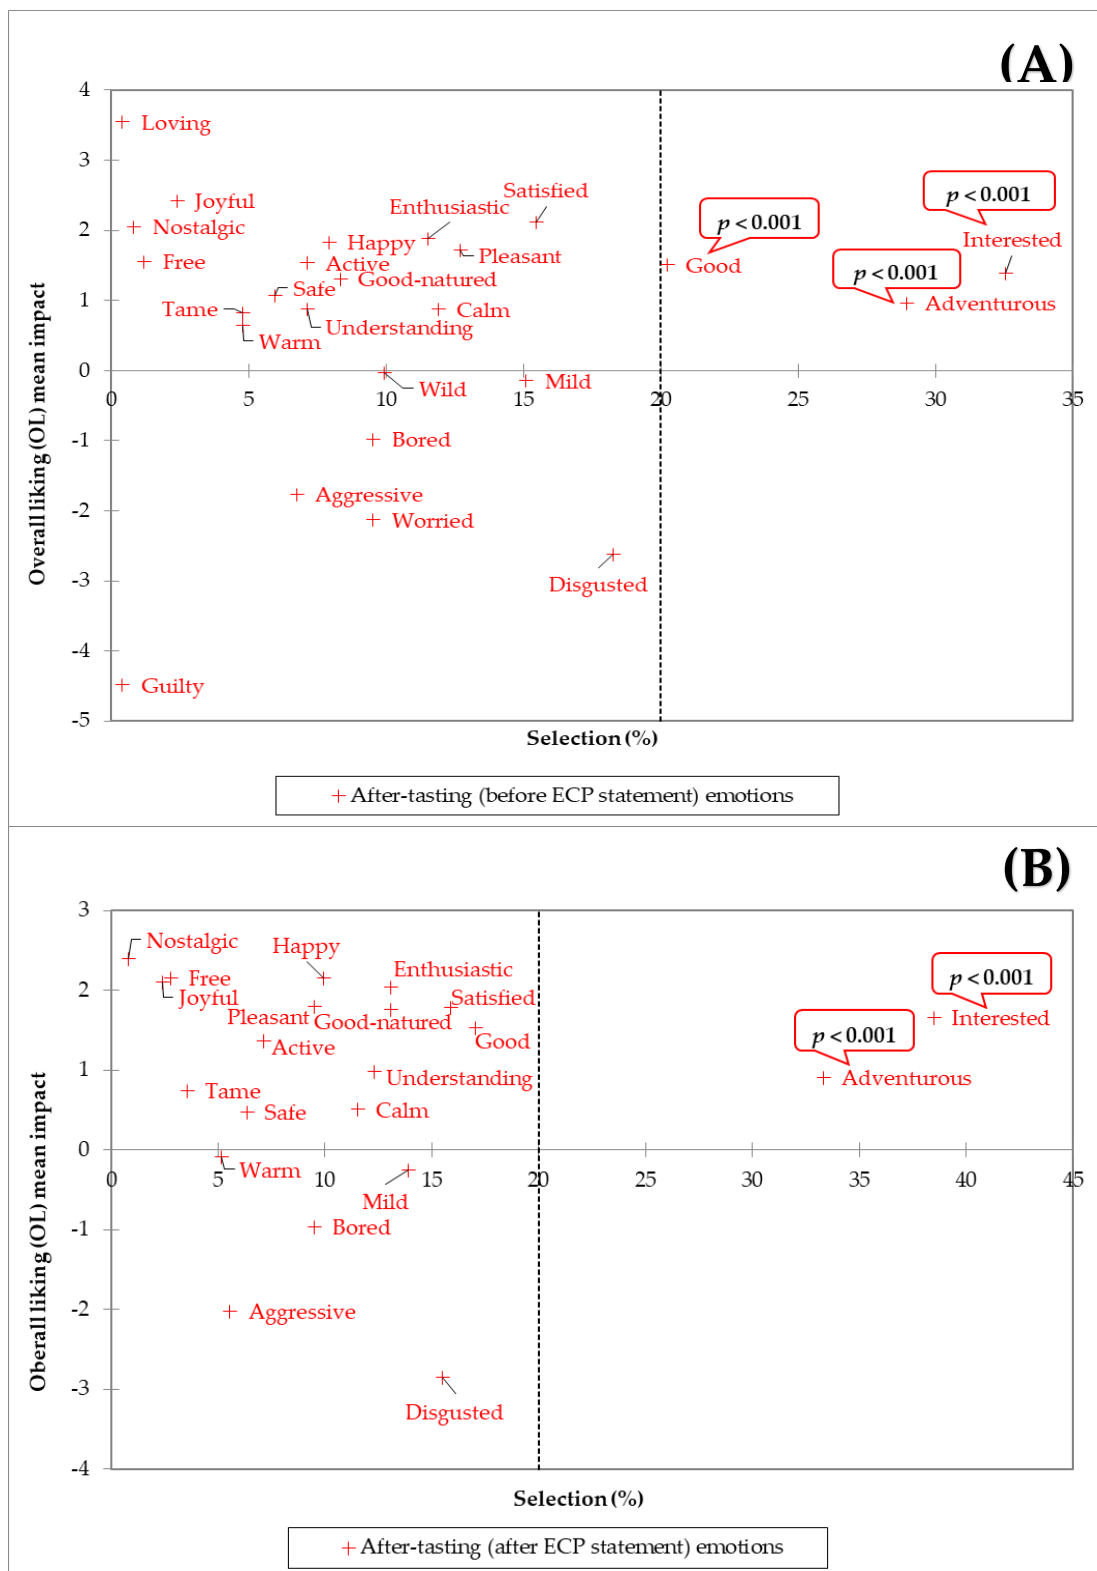 (A)
4
Loving
3
p < 0.001
Satisfied
Joyful
Enthusiastic
p < 0.001
2
Nostalgic
Happy
Interested
Pleasant
Free
Active
Good
p < 0.001
Good-natured
Safe
1
Tame
Calm
Adventurous
Understanding
Warm
0
Wild
Mild
0 5 10 15 20 25 30 35
-1
Bored
Aggressive
-2
Worried
-3
Disgusted
-4
Guilty
-5
Overall liking (OL) mean impact
Selection (%)
+ After-tasting (before ECP statement) emotions
(B)
3
Nostalgic
Happy
Enthusiastic
p < 0.001
Free
2
Joyful
Satisfied
Pleasant
Good-natured
Interested
Good
p < 0.001
Active
1
Understanding
Adventurous
Tame
Safe
Calm
0
Warm
0 5 10 15 20 25 30 35 40 45
Mild
-1
Bored
-2
Aggressive
-3
Disgusted
-4
Oberall liking (OL) mean impact
Selection (%)
+ After-tasting (after ECP statement) emotions